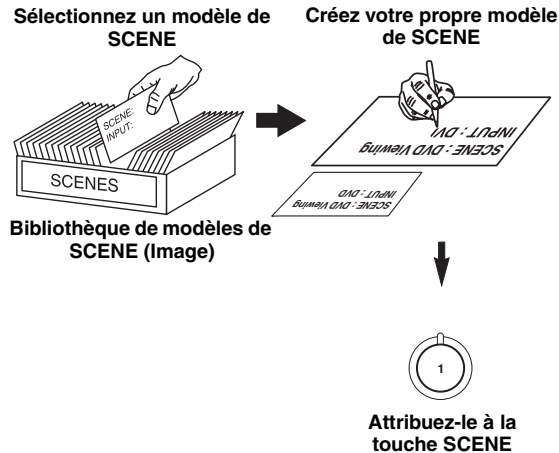 Sélectionnez un modèle de
SCENE
Créez votre propre modèle
de SCENE
SCENE:
INPUT:
SCENES
SCENE : DVD Viewing
INPUT : DV
SCENE : DVD Viewing
INPUT : DVD
Bibliothèque de modèles de
SCENE (Image)
1
Attribuez-le à la
touche SCENE